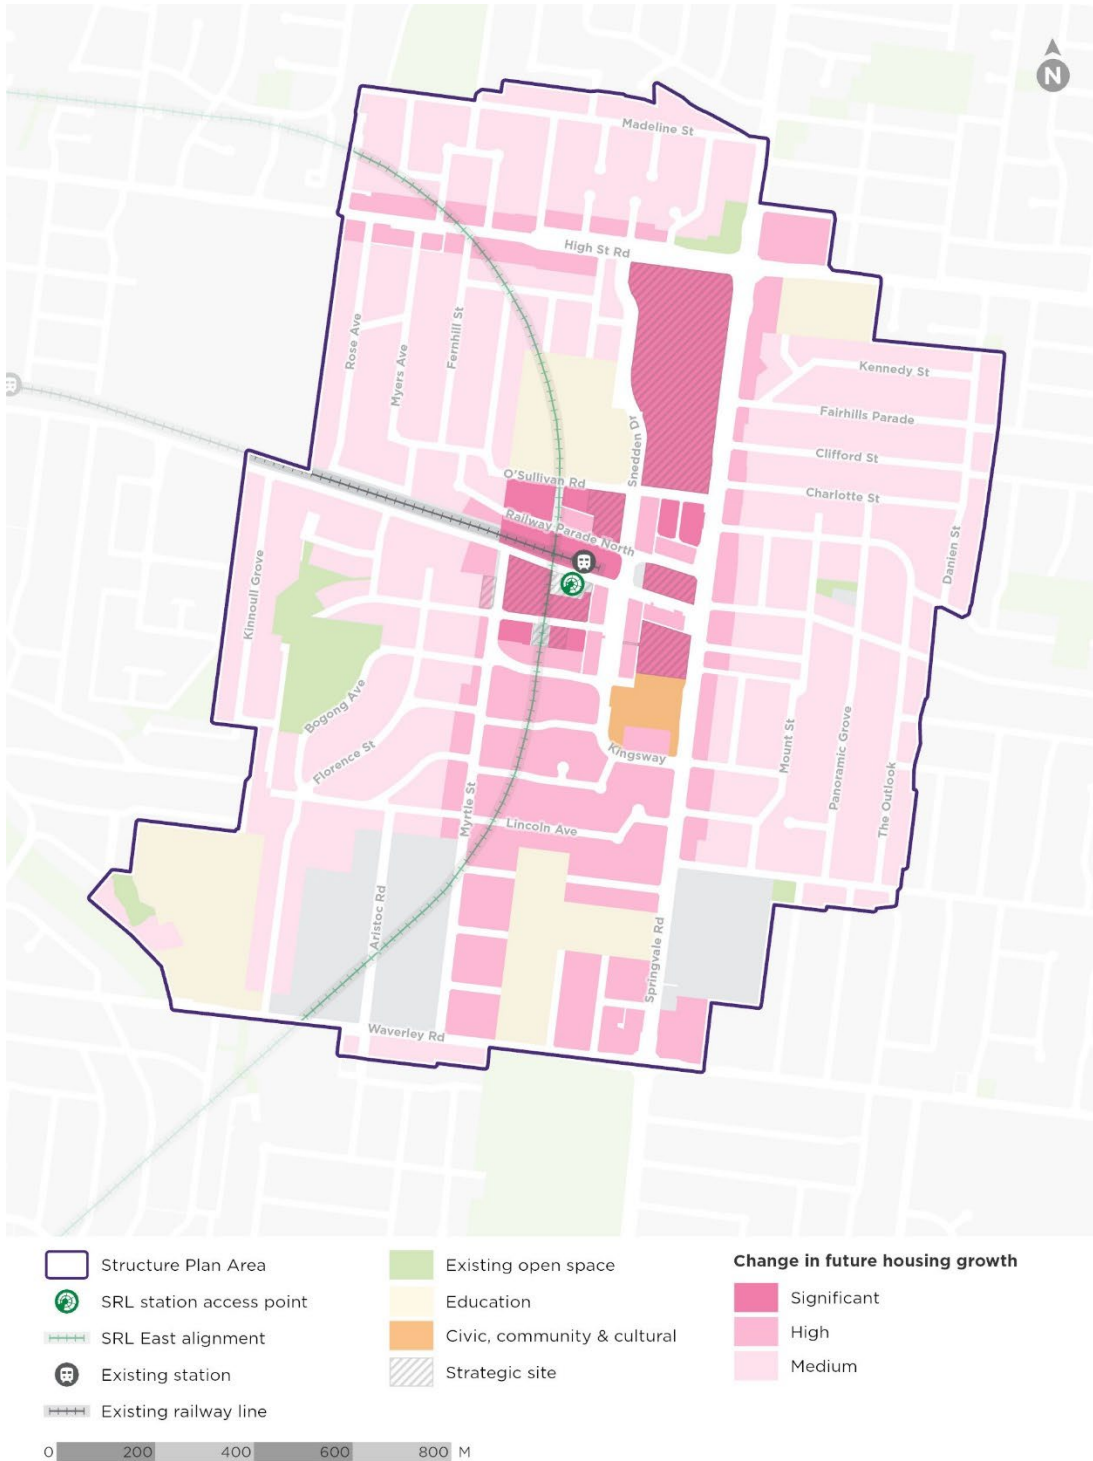 N
Madeline St
High St Rd
Rose Ave
Myers Ave
Fernhill St
Kennedy St
Fairhills Parade
Snedden Dr
Clifford St
O'Sullivan Rd
Charlotte St
Railway Parade North
Danien St
Kinnoull Grove
Bogong Ave
Florence St
Kingsway
Mount St
Panoramic Grove
The Outlook
Myrtle St
Lincoln Ave
Aristoc Rd
Springvale Rd
Waverley Rd
Structure Plan Area
SRL station access point
SRL East alignment
Existing station
Existing railway line
Existing open space
Education
Civic, community & cultural
Strategic site
Change in future housing growth
Significant
High
Medium
0 200 400 600 800 M